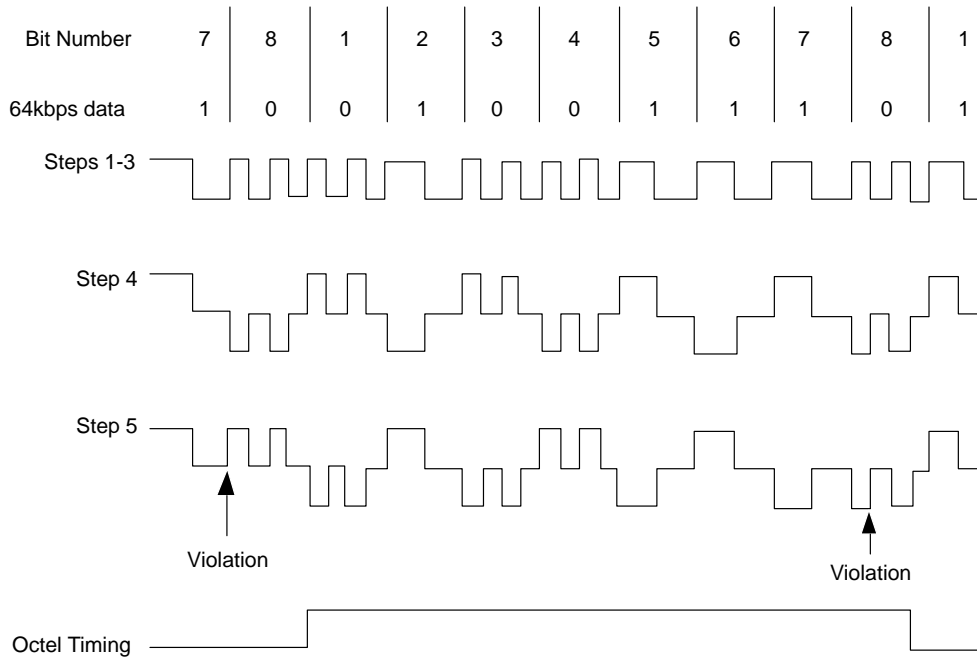 Bit Number 7 8 1 2 3 4 5 6 7 8 1
64kbps data 1 0 0 1 0 0 1 1 1 0 1
Steps 1-3
Step 4
Step 5
Violation
Violation
Octel Timing